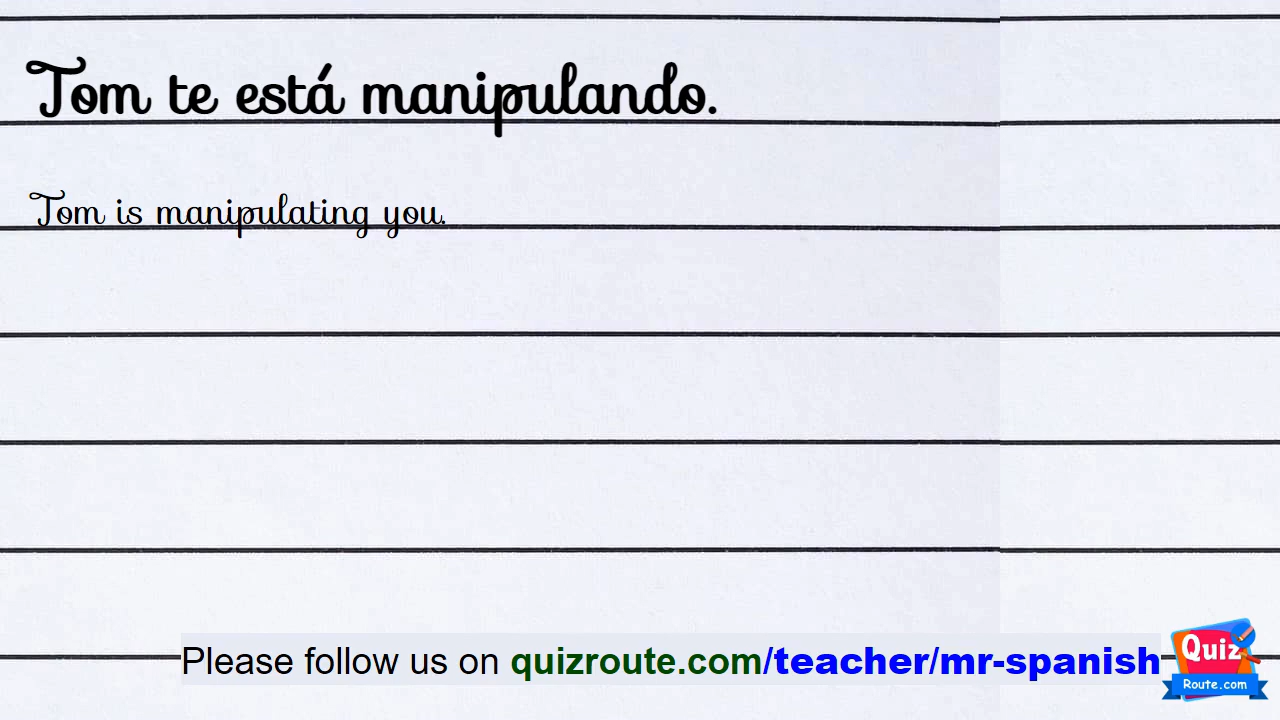 Tom te está manipulando.
Tom is manipulating you.
Please follow us on quizroute.com/teacher/mr-spanish
Quiz
Route.com